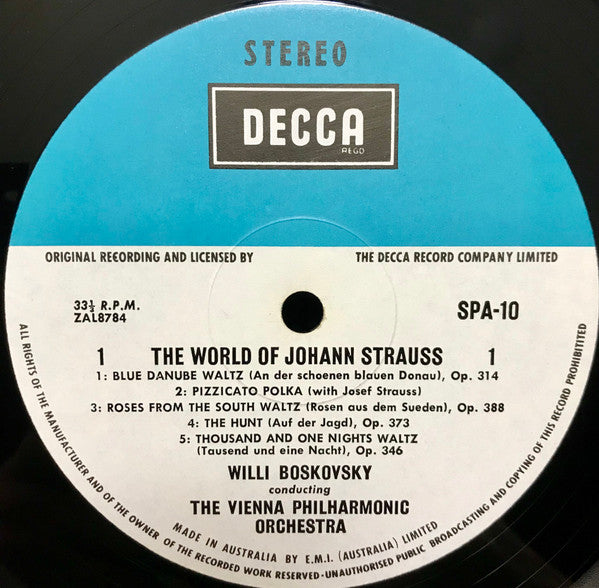 STEREO
DECCA
REGD
ORIGINAL RECORDING AND LICENSED BY THE DECCA RECORD COMPANY LIMITED
33⅓ R.P.M.
ZAL8784
SPA-10
1 THE WORLD OF JOHANN STRAUSS 1
1: BLUE DANUBE WALTZ (An der schoenen blauen Donau), Op. 314
2: PIZZICATO POLKA (with Josef Strauss)
3: ROSES FROM THE SOUTH WALTZ (Rosen aus dem Sueden), Op. 388
4: THE HUNT (Auf der Jagd), Op. 373
5: THOUSAND AND ONE NIGHTS WALTZ
(Tausend und eine Nacht), Op. 346
WILLI BOSKOVSKY
conducting
THE VIENNA PHILHARMONIC
ORCHESTRA
MADE IN AUSTRALIA BY E.M.I. (AUSTRALIA) LIMITED
ALL RIGHTS OF THE MANUFACTURER AND OF THE OWNER OF THE RECORDED WORK RESERVED·UNAUTHORISED PUBLIC BROADCASTING AND COPYING OF THIS RECORD PROHIBITITED